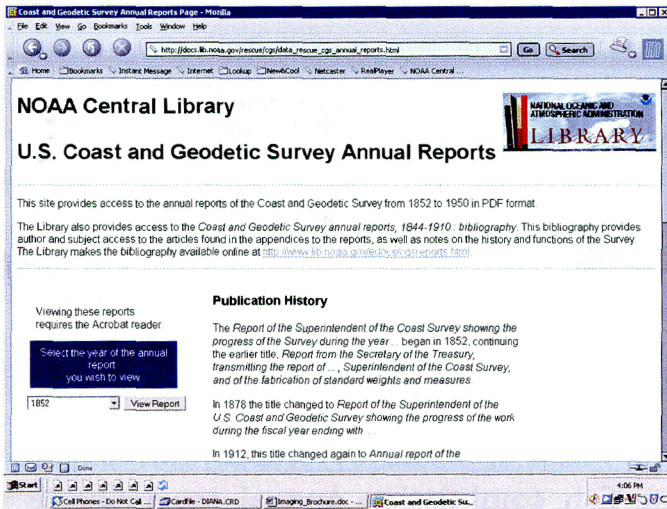 Coast and Geodetic Survey Annual Reports Page - Mozilla
File Edit View Go Bookmarks Tools Window Help
http://docs.lib.noaa.gov/rescue/cgs/data_rescue_cgs_annual_reports.html Go Search
Home Bookmarks Instant Message Internet Lookup New&Cool Netcaster RealPlayer NOAA Central ...
NOAA Central Library
NATIONAL OCEANIC AND
ATMOSPHERIC ADMINISTRATION
LIBRARY
U.S. Coast and Geodetic Survey Annual Reports
This site provides access to the annual reports of the Coast and Geodetic Survey from 1852 to 1950 in PDF format.
The Library also provides access to the Coast and Geodetic Survey annual reports, 1844-1910 : bibliography. This bibliography provides
author and subject access to the articles found in the appendices to the reports, as well as notes on the history and functions of the Survey
The Library makes the bibliography available online at http://www.lib.noaa.gov/edocs/cgsreports.html.
Viewing these reports
requires the Acrobat reader
Select the year of the annual
report
you wish to view
1852 View Report
Publication History
The Report of the Superintendent of the Coast Survey showing the
progress of the Survey during the year ... began in 1852, continuing
the earlier title, Report from the Secretary of the Treasury,
transmitting the report of ... , Superintendent of the Coast Survey,
and of the fabrication of standard weights and measures.
In 1878 the title changed to Report of the Superintendent of the
U.S. Coast and Geodetic Survey showing the progress of the work
during the fiscal year ending with ...
In 1912, this title changed again to Annual report of the
Done
Start 4:06 PM
Cell Phones - Do Not Call ... Cardfile - DIANA.CRD Imaging_Brochure.doc - ... Coast and Geodetic Su...